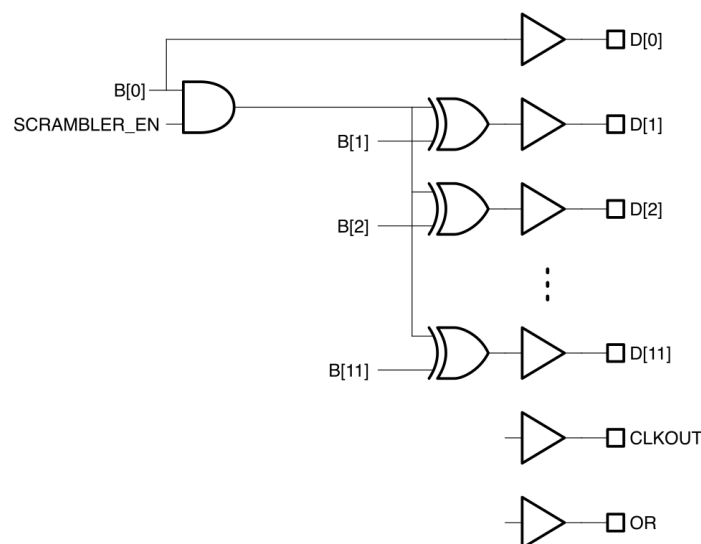 D[0]
B[0]
SCRAMBLER_EN
D[1]
B[1]
D[2]
B[2]
D[11]
B[11]
CLKOUT
OR